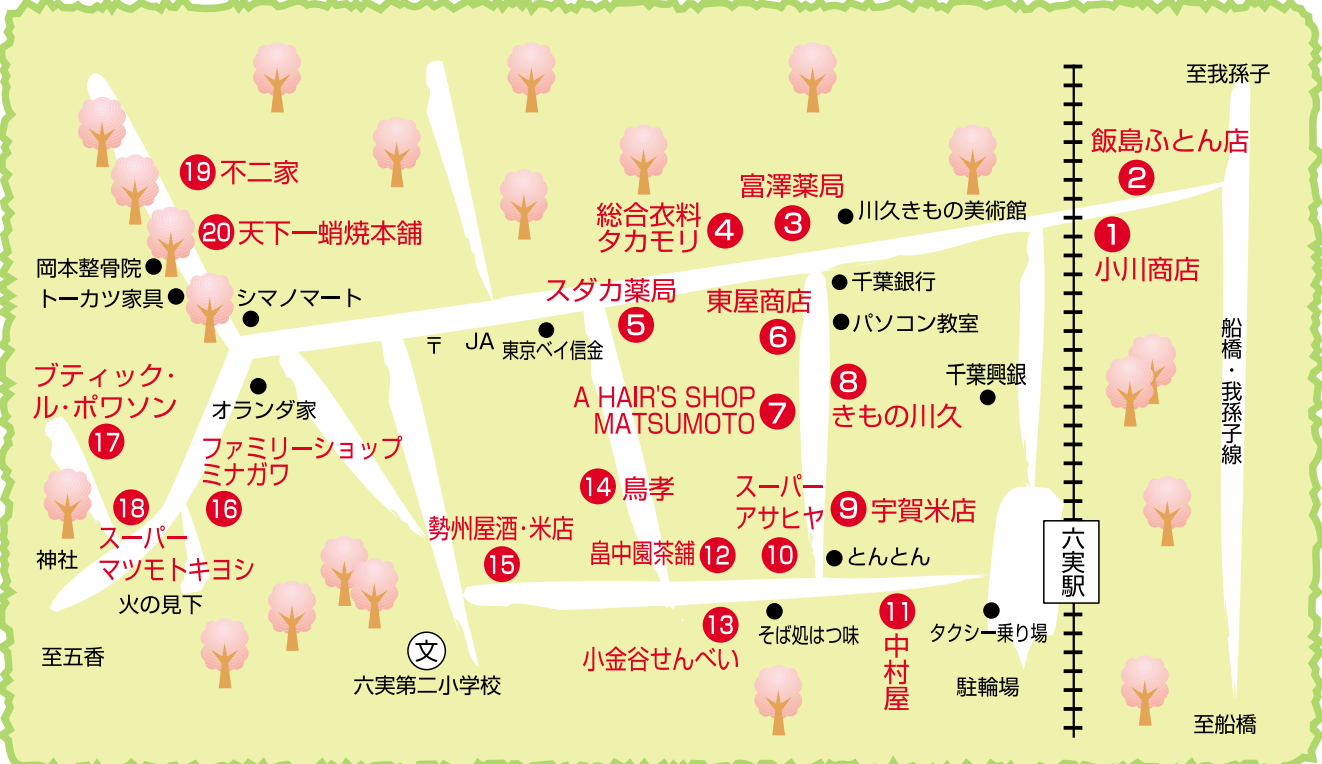 至我孫子
飯島ふとん店
2
1
小川商店
富澤薬局
3
川久きもの美術館
総合衣料
タカモリ
4
19 不二家
20 天下一蛸焼本舗
岡本整骨院
トーカツ家具
シマノマート
スダカ薬局
5
東屋商店
6
千葉銀行
パソコン教室
〒
JA
東京ベイ信金
船橋・我孫子線
ブティック・
ル・ポワソン
17
オランダ家
A HAIR'S SHOP
MATSUMOTO
7
8
きもの川久
千葉興銀
ファミリーショップ
ミナガワ
16
18
スーパー
マツモトキヨシ
14 鳥孝
スーパー
アサヒヤ
10
9 宇賀米店
勢州屋酒・米店
15
畠中園茶舗 12
とんとん
六実駅
神社
火の見下
至五香
文
六実第二小学校
13
小金谷せんべい
そば処はつ味
11
中村屋
タクシー乗り場
駐輪場
至船橋